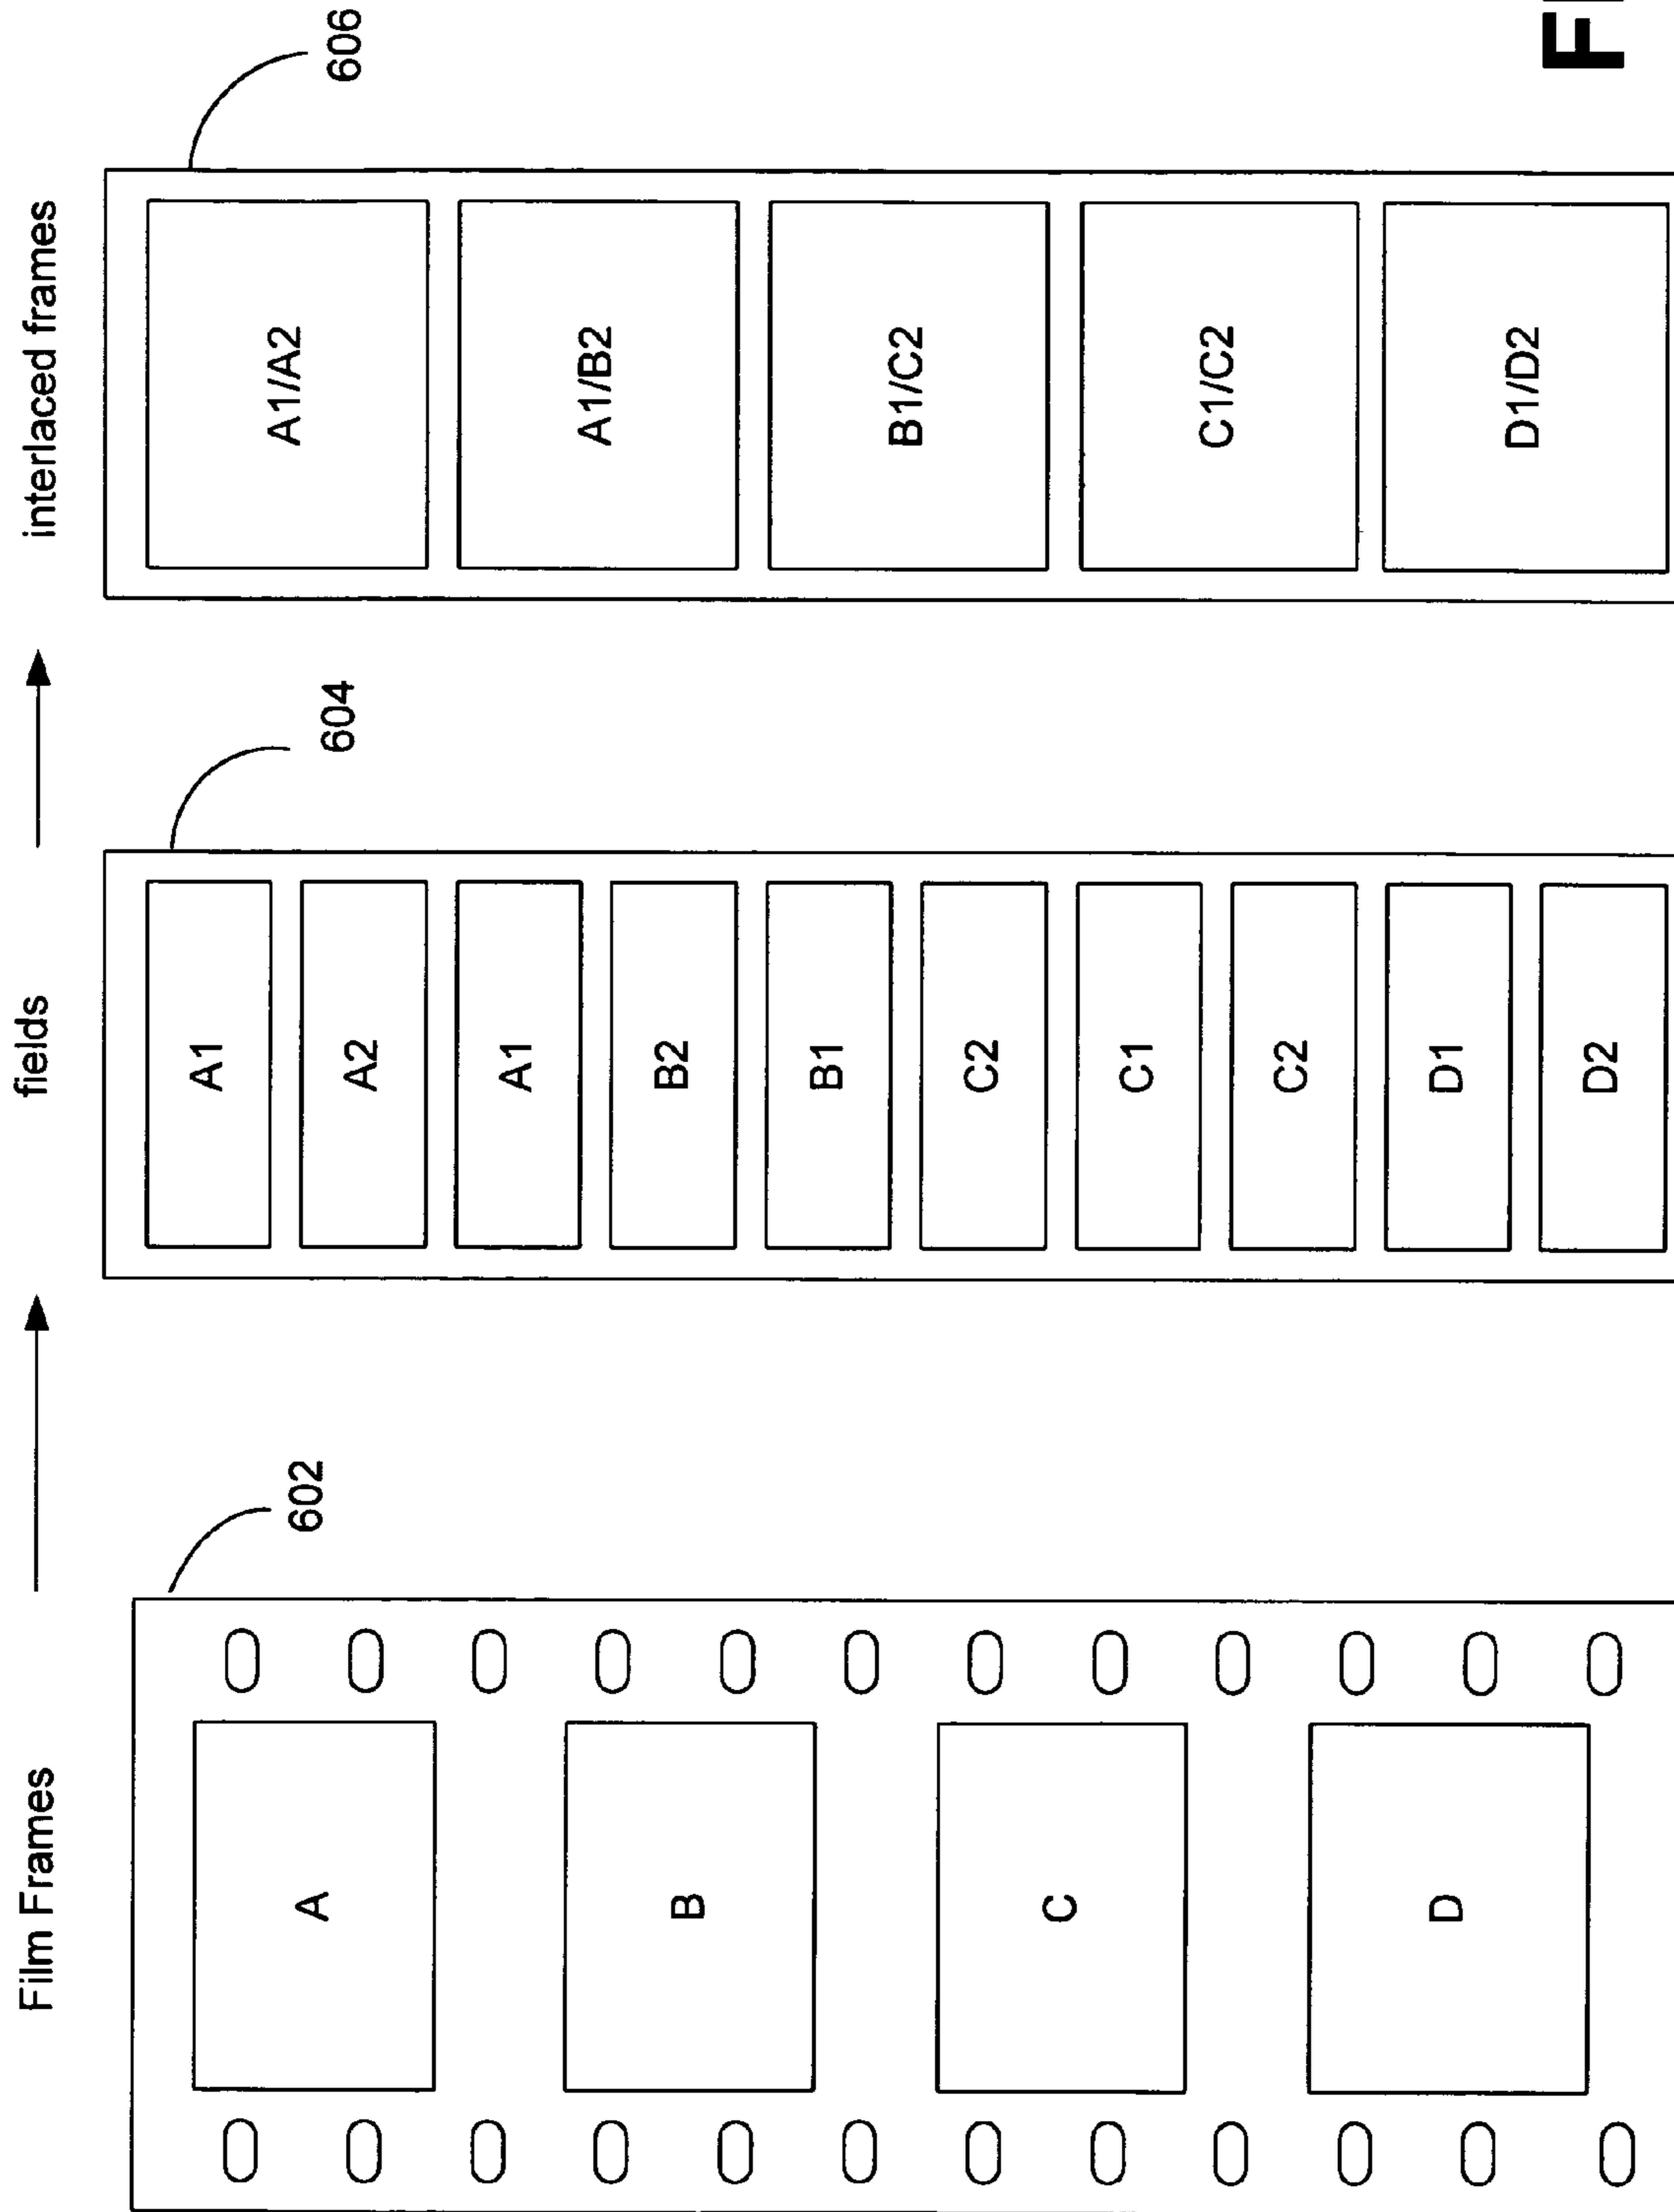 Film Frames
602
A
B
C
D
fields
604
A1
A2
A1
B2
B1
C2
C1
C2
D1
D2
interlaced frames
606
A1/A2
A1/B2
B1/C2
C1/C2
D1/D2